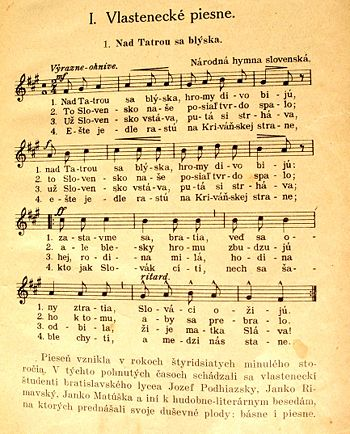 I. Vlastenecké piesne.
1. Nad Tatrou sa blýska.
Výrazne-ohnive.
Národná hymna slovenská.
mf
1. Nad Ta-trou sa blý-ska, hro-my di-vo bi-jú,
2. To Slo-ven-sko na-še po-siaľ tvr-do spa-lo;
3. Už Slo-ven-sko vstá-va, pu-tá si str-há-va;
4. E-šte je-dle ra-stú na Kri-váň-skej stra-ne,
1. nad Ta-trou sa blý-ska, hro-my di-vo bi-jú,
2. to Slo-ven-sko na-še po-siaľ tvr-do spa-lo;
3. už Slo-ven-sko vstá-va, pu-tá si str-há-va;
4. e-šte je-dle ra-stú na Kri-váň-skej stra-ne,
ff
1. za-sta-vme sa, bra-tia, veď sa o-
2. a-le ble-sky hro-mu zbu-dzu-jú
3. hej, ro-di-na mi-lá, ho-di-na
4. kto jak Slo-vák cí-ti, nech ša-
ritard.
1. ny ztra-tia, Slo-vá-ci o-ži-jú.
2. ho k to-mu, a-by sa pre-bra-lo.
3. od-bi-la, ži-je ma-tka Slá-va!
4. ble chy-tí, a me-dzi nás sta-ne.
Pieseň vznikla v rokoch štyridsiatych minulého sto-
ročia. V týchto pohnutých časoch schádzali sa vlasteneckí
študenti bratislavského lycea Jozef Podhiazsky, Janko Ri-
mavský, Janko Matúška a iní k hudobne-literárnym besedám,
na ktorých prednášali svoje duševné plody: básne i piesne.